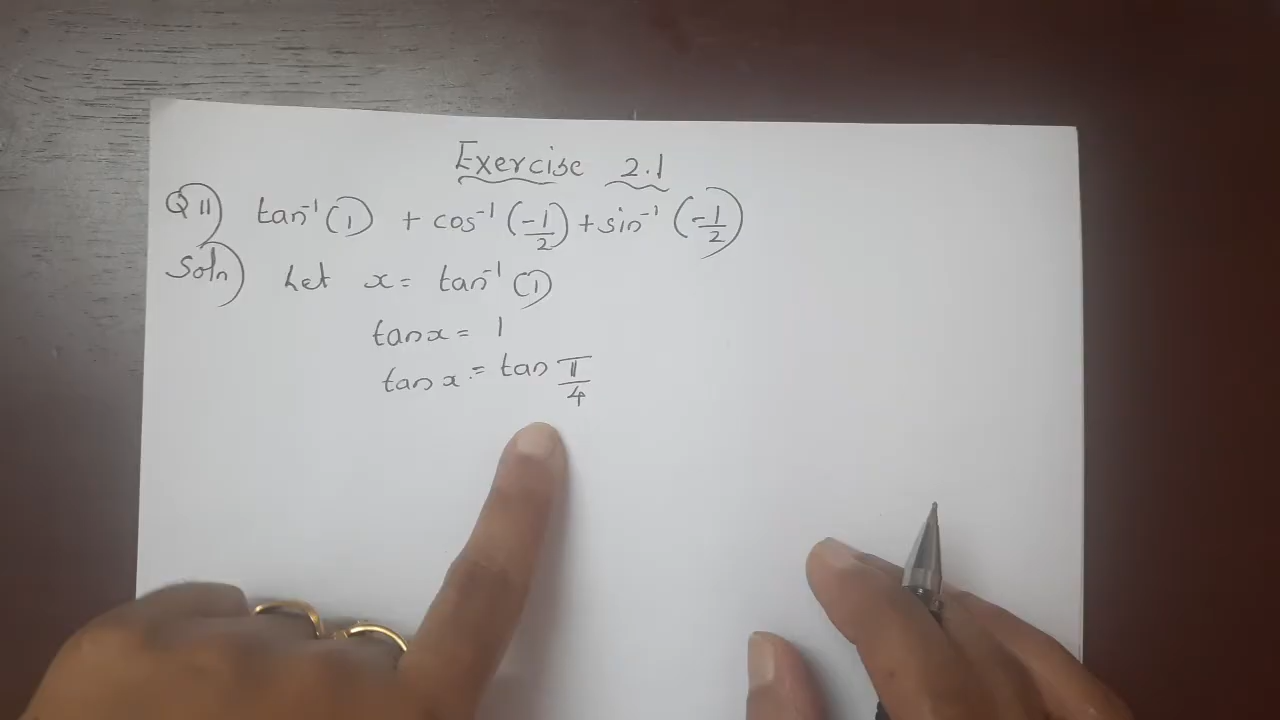 Exercise 2.1
Q 11) tan⁻¹(1) + cos⁻¹(-1/2) + sin⁻¹(-1/2)
Soln) Let x = tan⁻¹(1)
tan x = 1
tan x = tan π/4